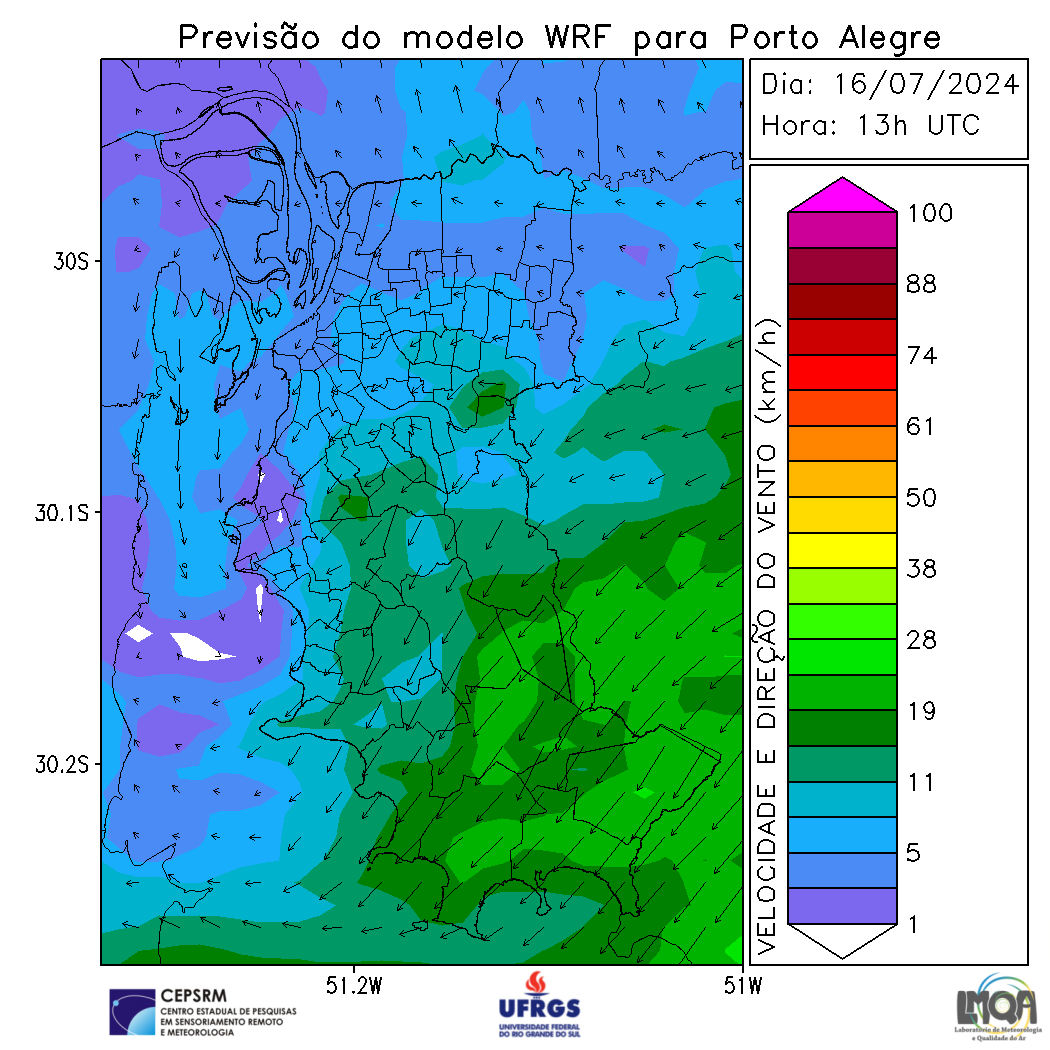 Previsão do modelo WRF para Porto Alegre
Dia: 16/07/2024
Hora: 13h UTC
30S
30.1S
30.2S
51.2W
51W
VELOCIDADE E DIREÇÃO DO VENTO (km/h)
100
88
74
61
50
38
28
19
11
5
1
CEPSRM
CENTRO ESTADUAL DE PESQUISAS
EM SENSORIAMENTO REMOTO
E METEOROLOGIA
UFRGS
UNIVERSIDADE FEDERAL
DO RIO GRANDE DO SUL
LMQA
Laboratório de Meteorologia
e Qualidade do Ar